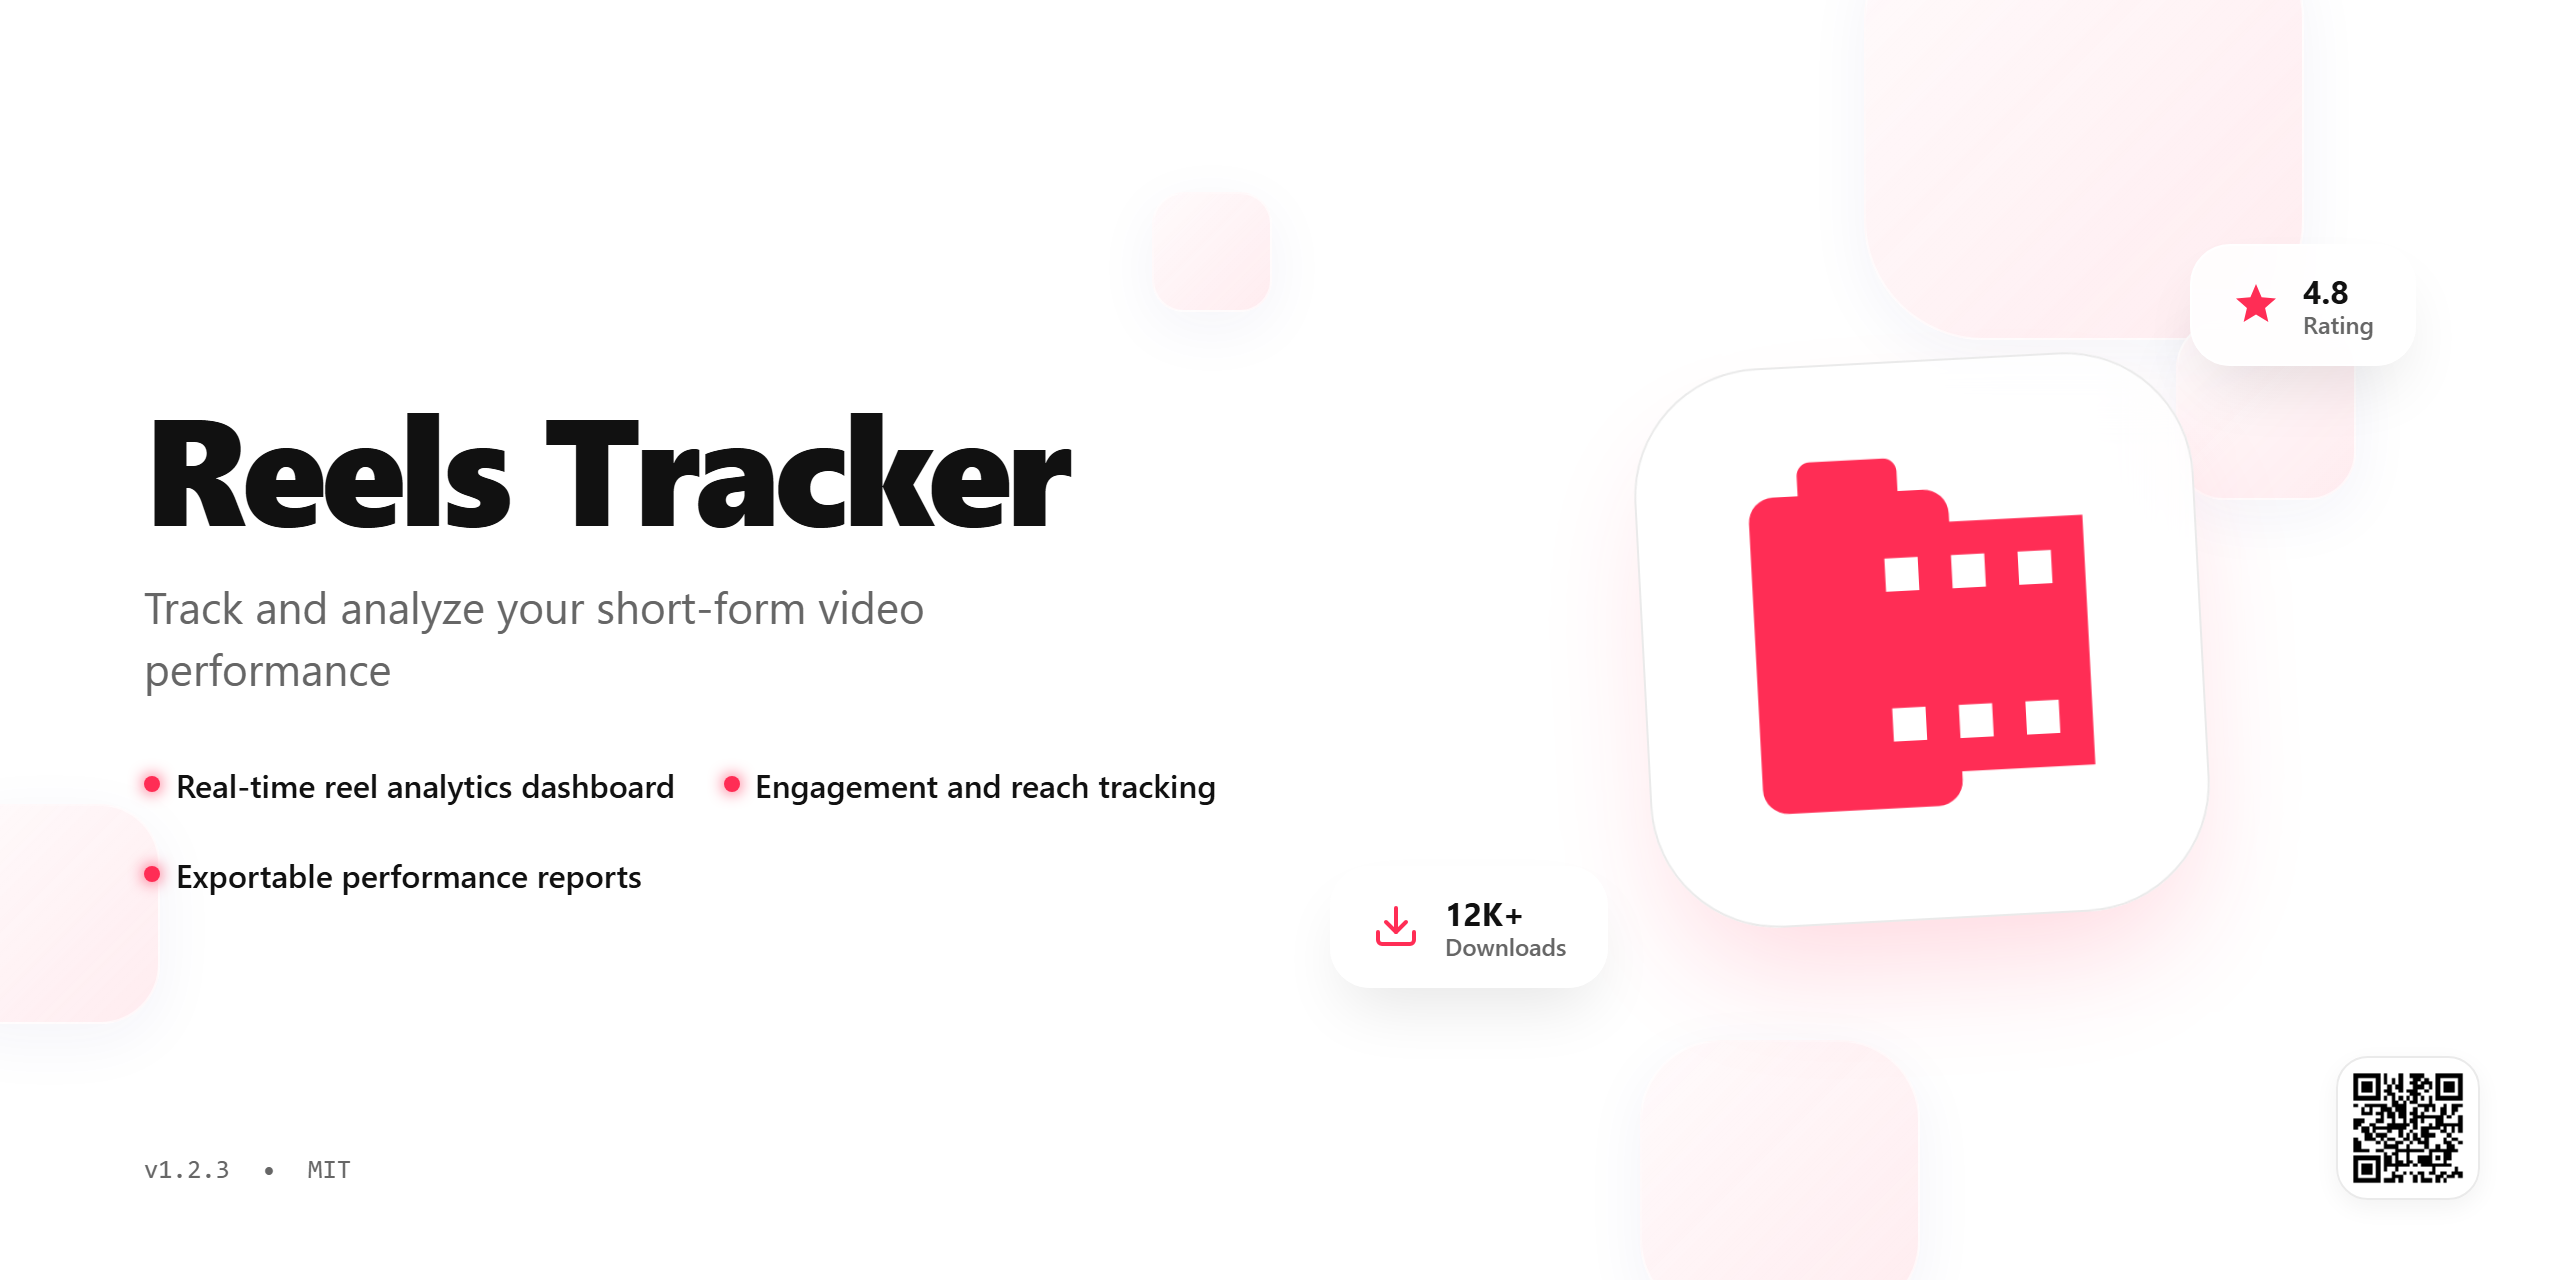 Reels Tracker
Track and analyze your short-form video
performance
Real-time reel analytics dashboard
Engagement and reach tracking
Exportable performance reports
4.8
Rating
12K+
Downloads
v1.2.3 • MIT